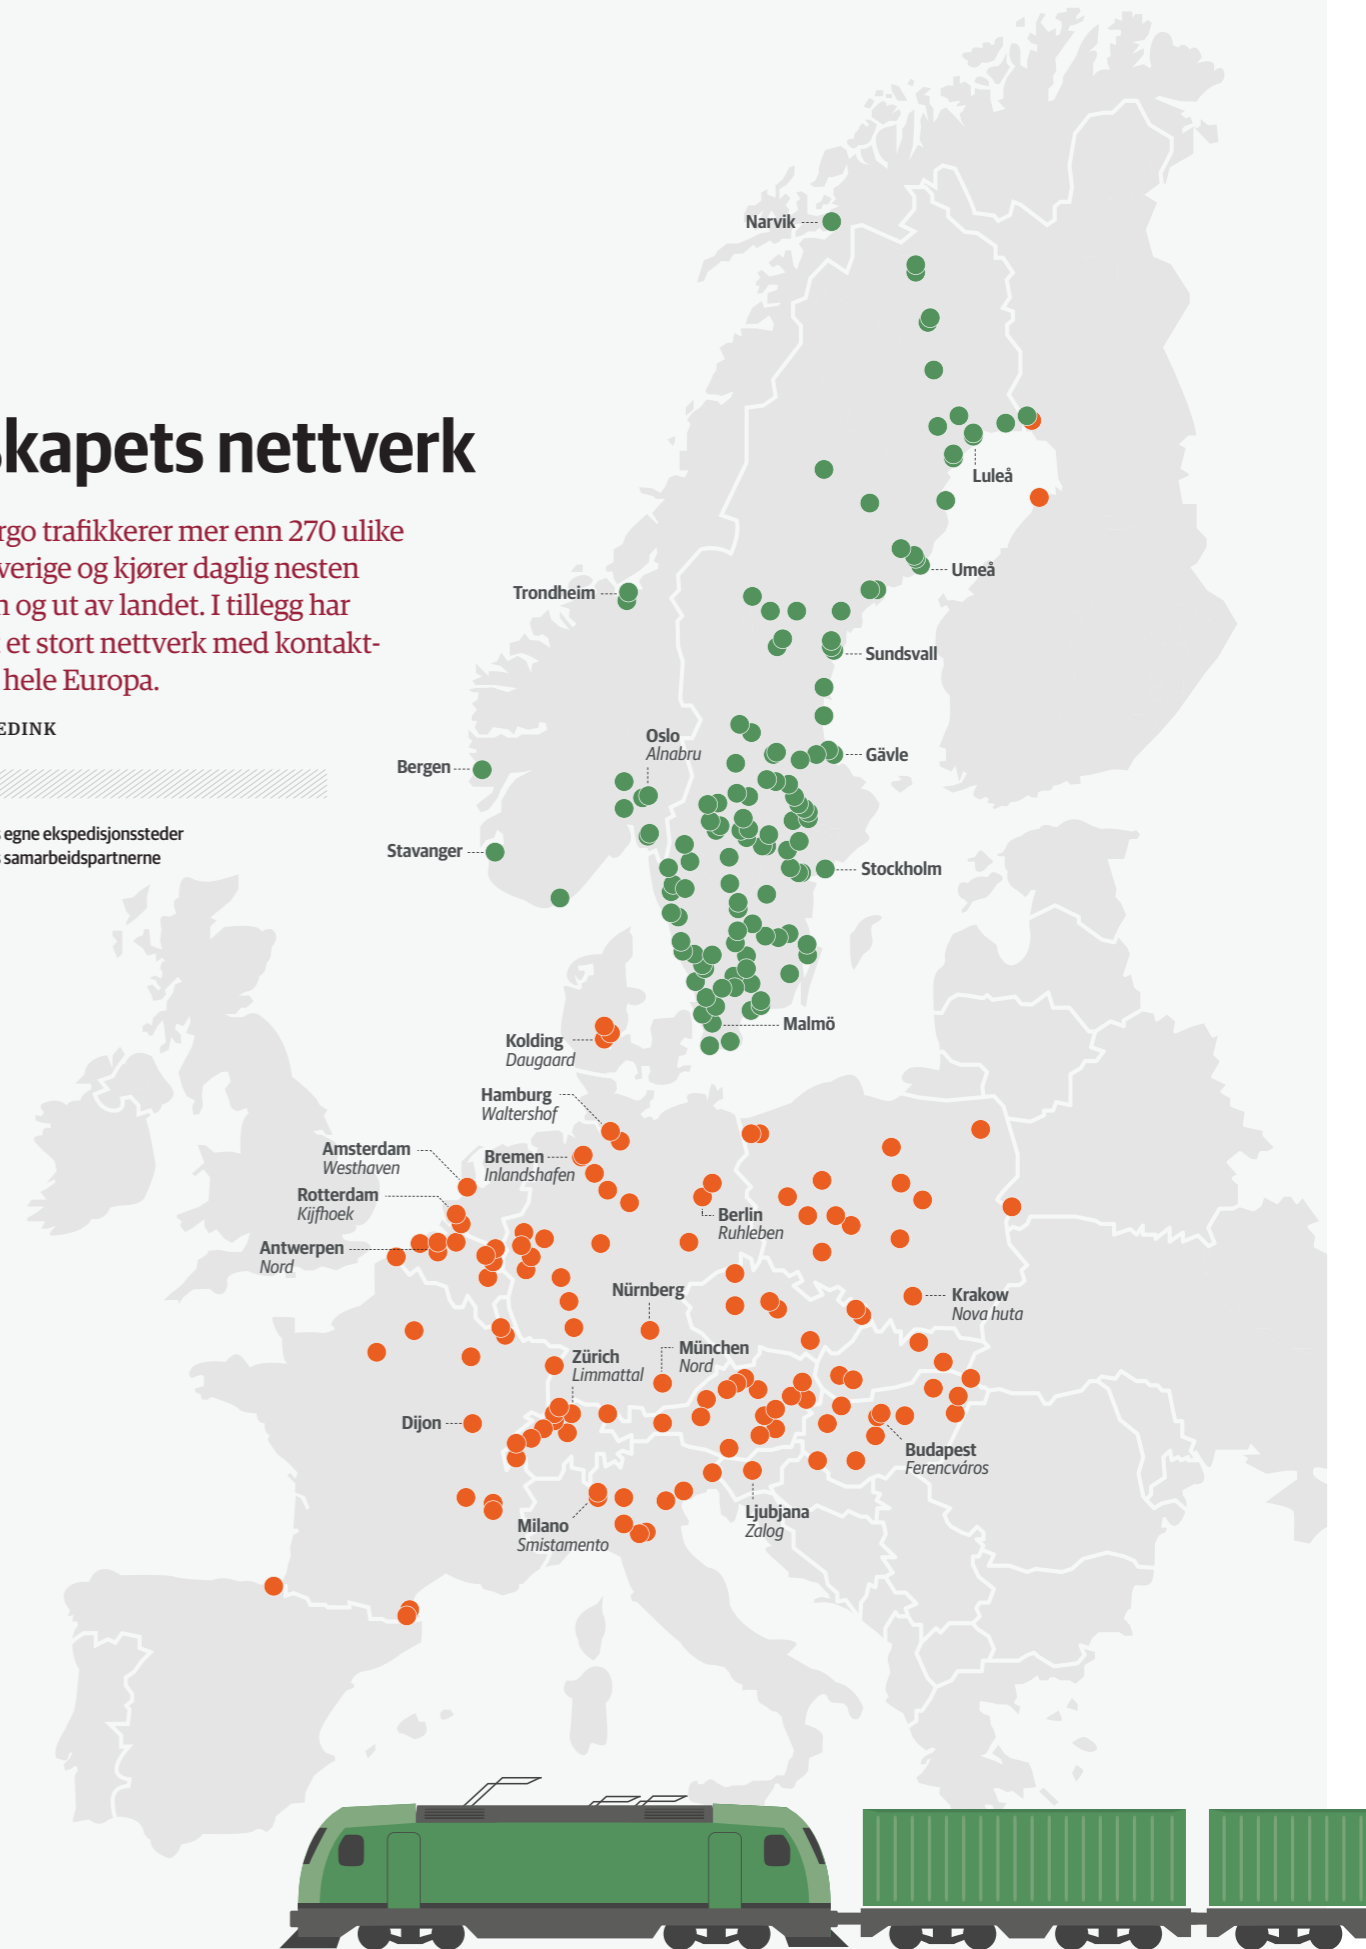 skapets nettverk
rgo trafikkerer mer enn 270 ulike
verige og kjører daglig nesten
n og ut av landet. I tillegg har
t et stort nettverk med kontakt-
hele Europa.
EDINK
s egne ekspedisjonssteder
s samarbeidspartnerne
Narvik
Luleå
Umeå
Trondheim
Sundsvall
Oslo
Alnabru
Gävle
Bergen
Stavanger
Stockholm
Malmö
Kolding
Daugaard
Hamburg
Waltershof
Amsterdam
Westhaven
Bremen
Inlandshafen
Rotterdam
Kijfhoek
Berlin
Ruhleben
Antwerpen
Nord
Nürnberg
Krakow
Nova huta
München
Nord
Zürich
Limmattal
Dijon
Budapest
Ferencváros
Ljubjana
Zalog
Milano
Smistamento